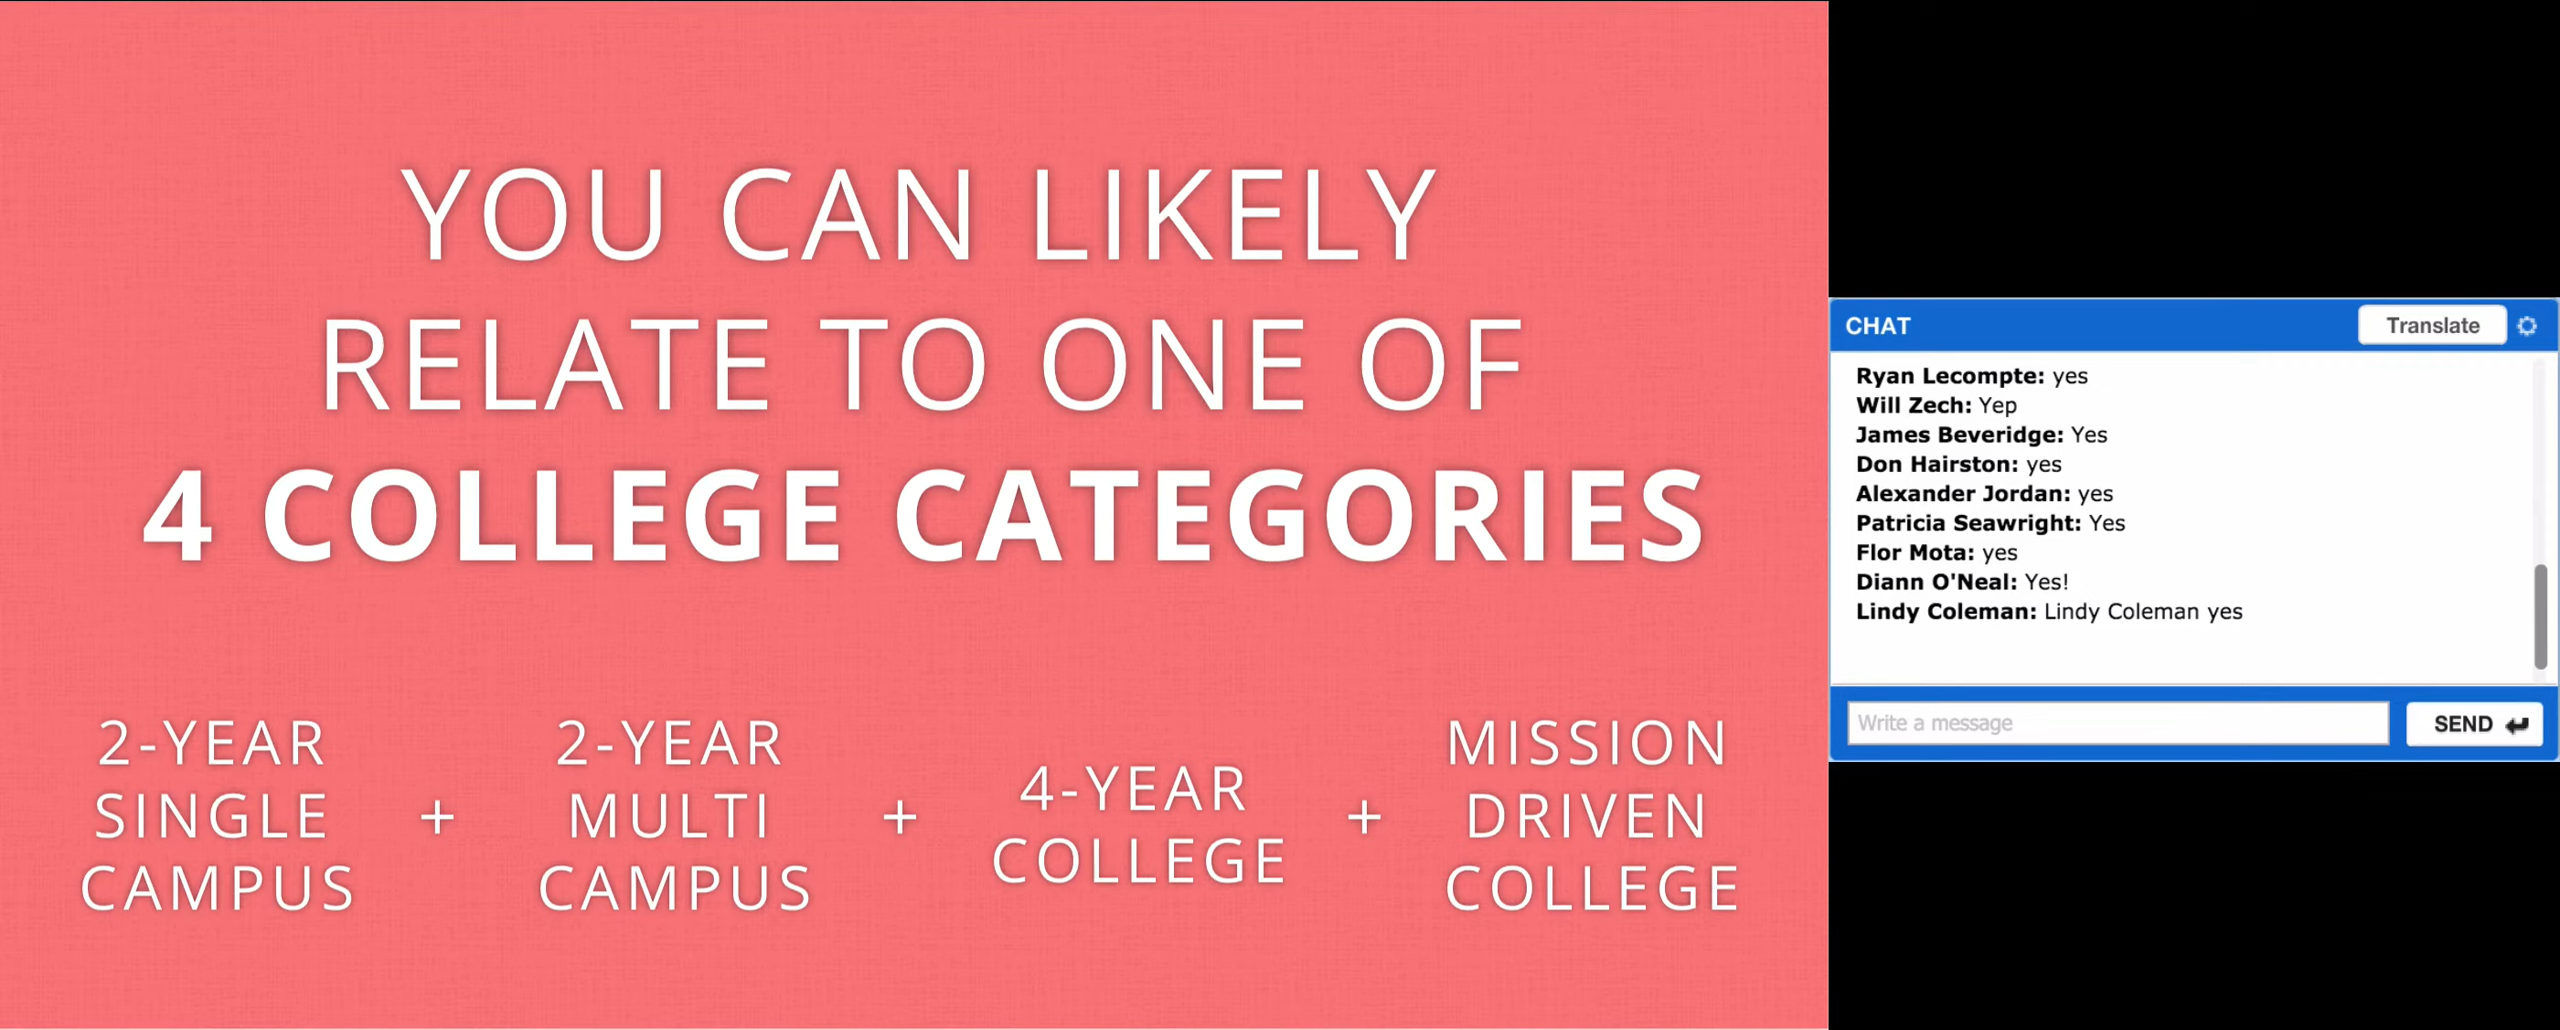 YOU CAN LIKELY
RELATE TO ONE OF
4 COLLEGE CATEGORIES
2-YEAR
SINGLE
CAMPUS
+
2-YEAR
MULTI
CAMPUS
+
4-YEAR
COLLEGE
+
MISSION
DRIVEN
COLLEGE
CHAT
Translate
Ryan Lecompte: yes
Will Zech: Yep
James Beveridge: Yes
Don Hairston: yes
Alexander Jordan: yes
Patricia Seawright: Yes
Flor Mota: yes
Diann O'Neal: Yes!
Lindy Coleman: Lindy Coleman yes
Write a message
SEND